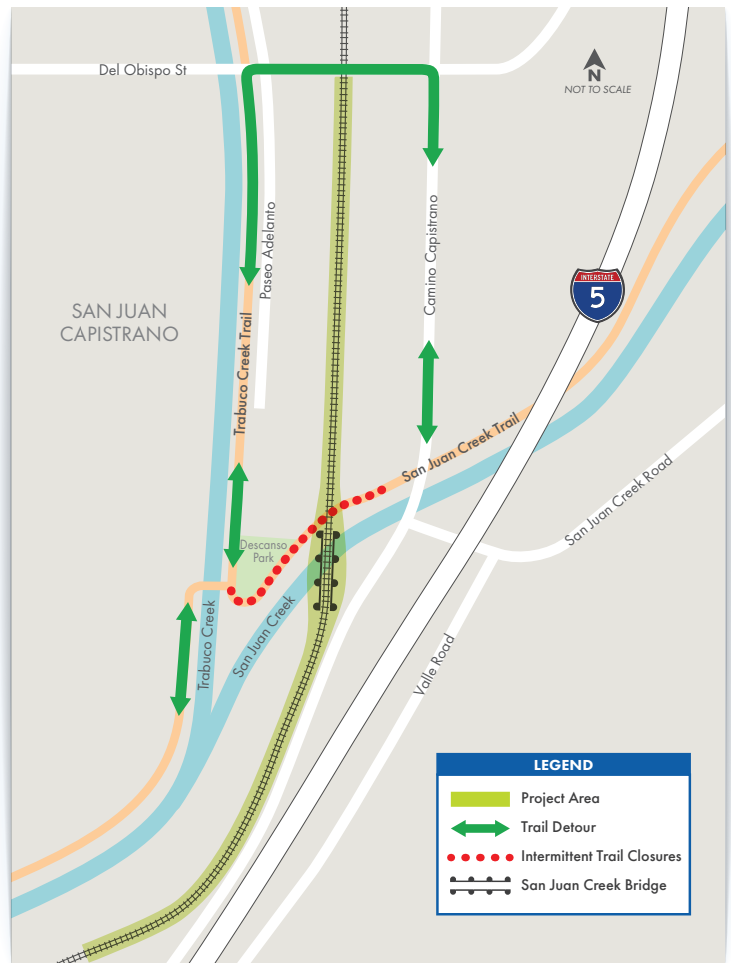 Del Obispo St
N
NOT TO SCALE
Paseo Adelanto
Camino Capistrano
INTERSTATE
5
SAN JUAN
CAPISTRANO
Trabuco Creek Trail
San Juan Creek Trail
San Juan Creek Road
Descanso
Park
Trabuco Creek
San Juan Creek
Valle Road
LEGEND
Project Area
Trail Detour
Intermittent Trail Closures
San Juan Creek Bridge